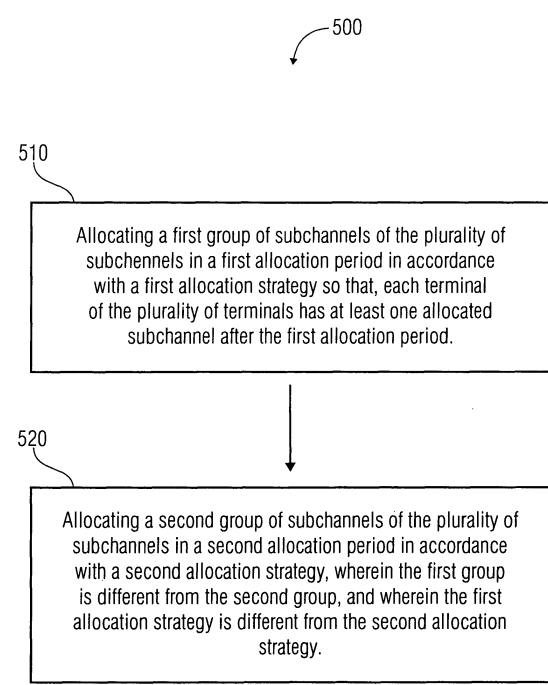 500
510
Allocating a first group of subchannels of the plurality of
subchennels in a first allocation period in accordance
with a first allocation strategy so that, each terminal
of the plurality of terminals has at least one allocated
subchannel after the first allocation period.
520
Allocating a second group of subchannels of the plurality of
subchannels in a second allocation period in accordance
with a second allocation strategy, wherein the first group
is different from the second group, and wherein the first
allocation strategy is different from the second allocation
strategy.